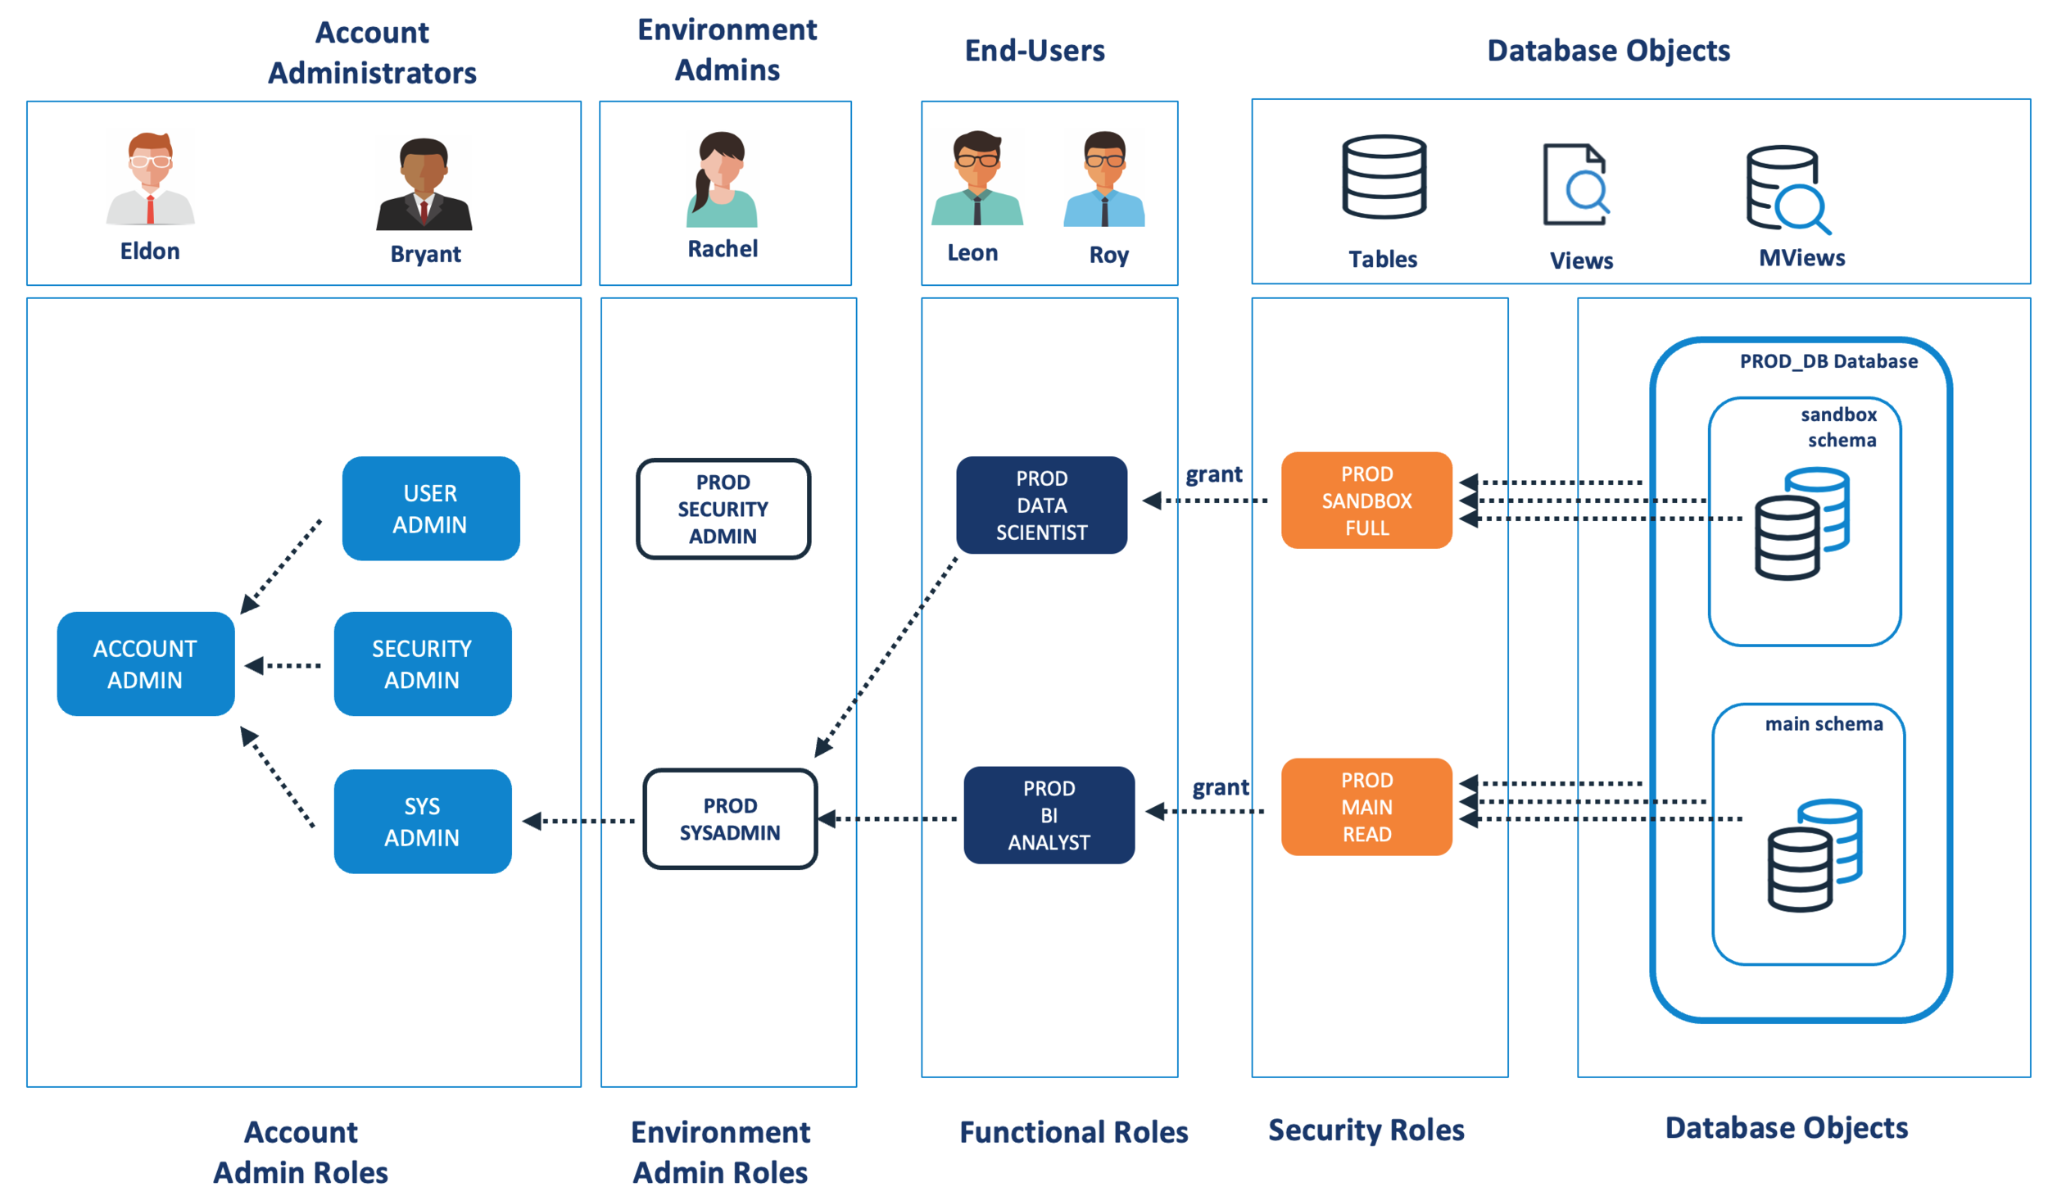 Account
Administrators
Environment
Admins
End-Users
Database Objects
Eldon
Bryant
Rachel
Leon
Roy
Tables
Views
MViews
USER
ADMIN
ACCOUNT
ADMIN
SECURITY
ADMIN
SYS
ADMIN
PROD
SECURITY
ADMIN
PROD
SYSADMIN
PROD
DATA
SCIENTIST
PROD
BI
ANALYST
grant
grant
PROD
SANDBOX
FULL
PROD
MAIN
READ
PROD_DB Database
sandbox
schema
main schema
Account
Admin Roles
Environment
Admin Roles
Functional Roles
Security Roles
Database Objects